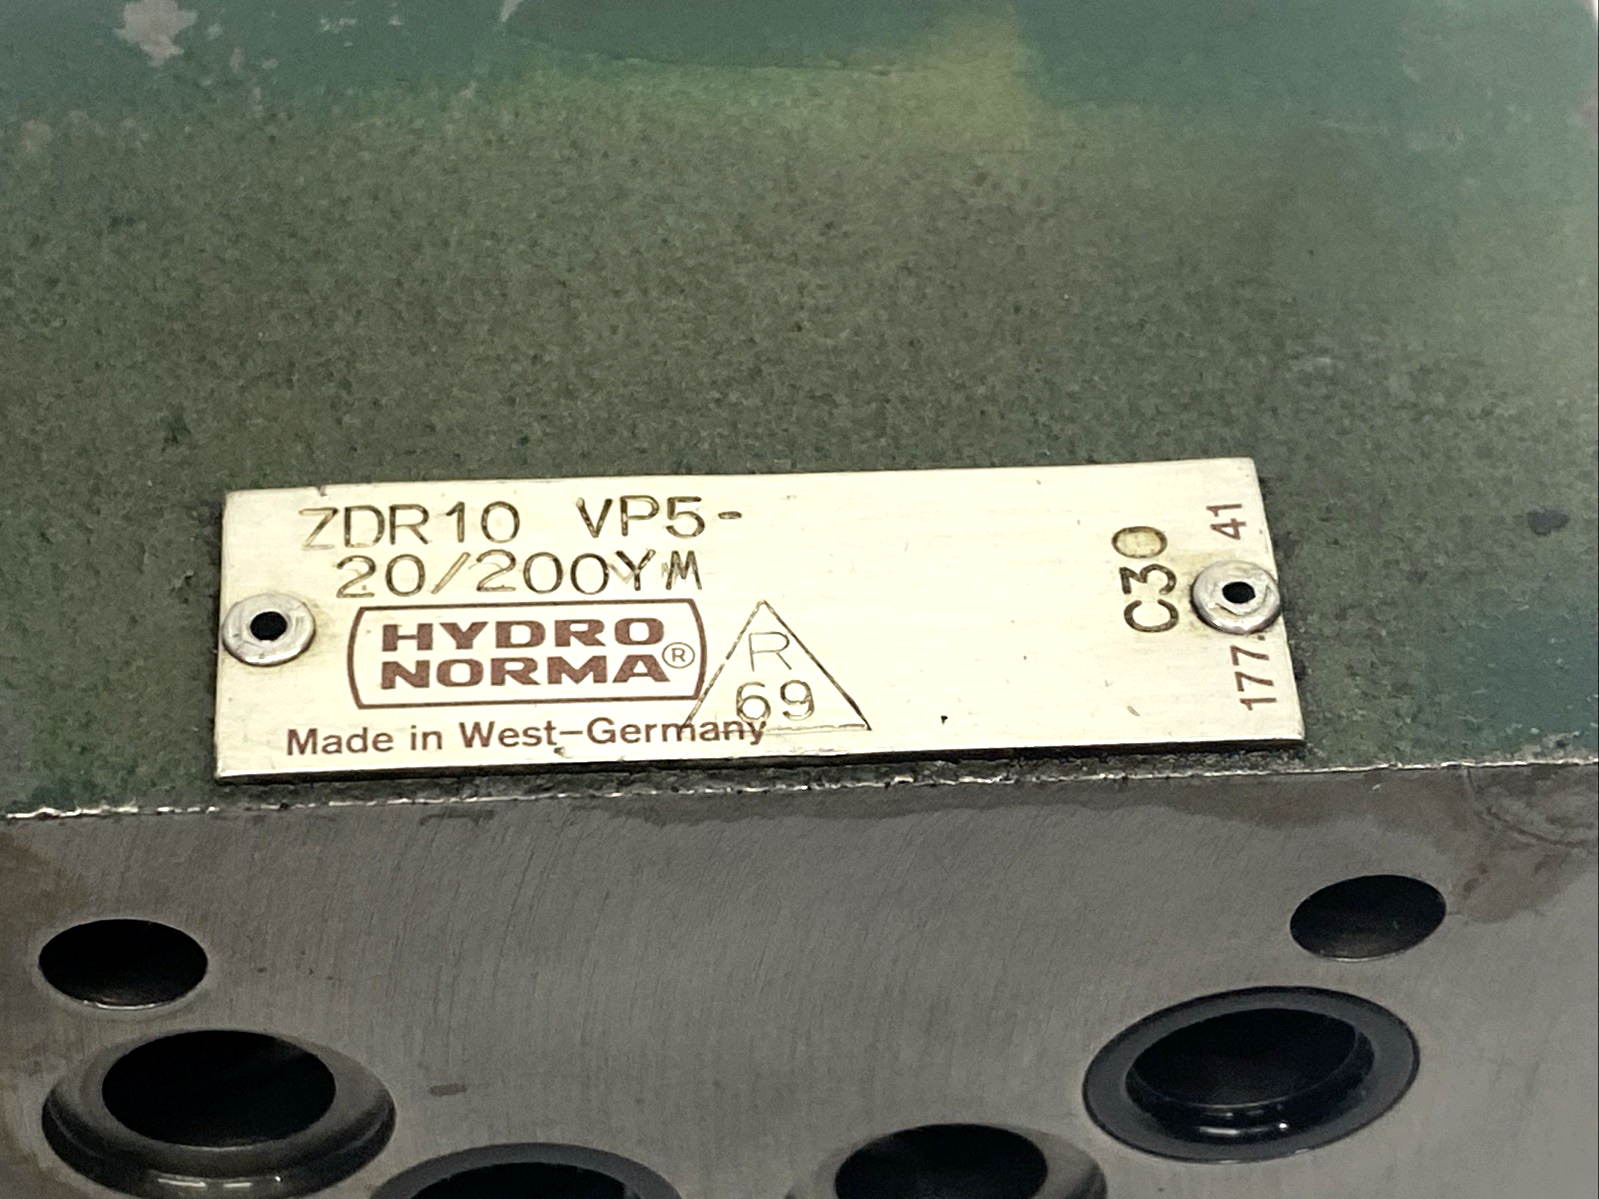 ZDR10 VP5-
20/200YM
HYDRO
NORMA®
R
69
Made in West-Germany
C30
177. 41